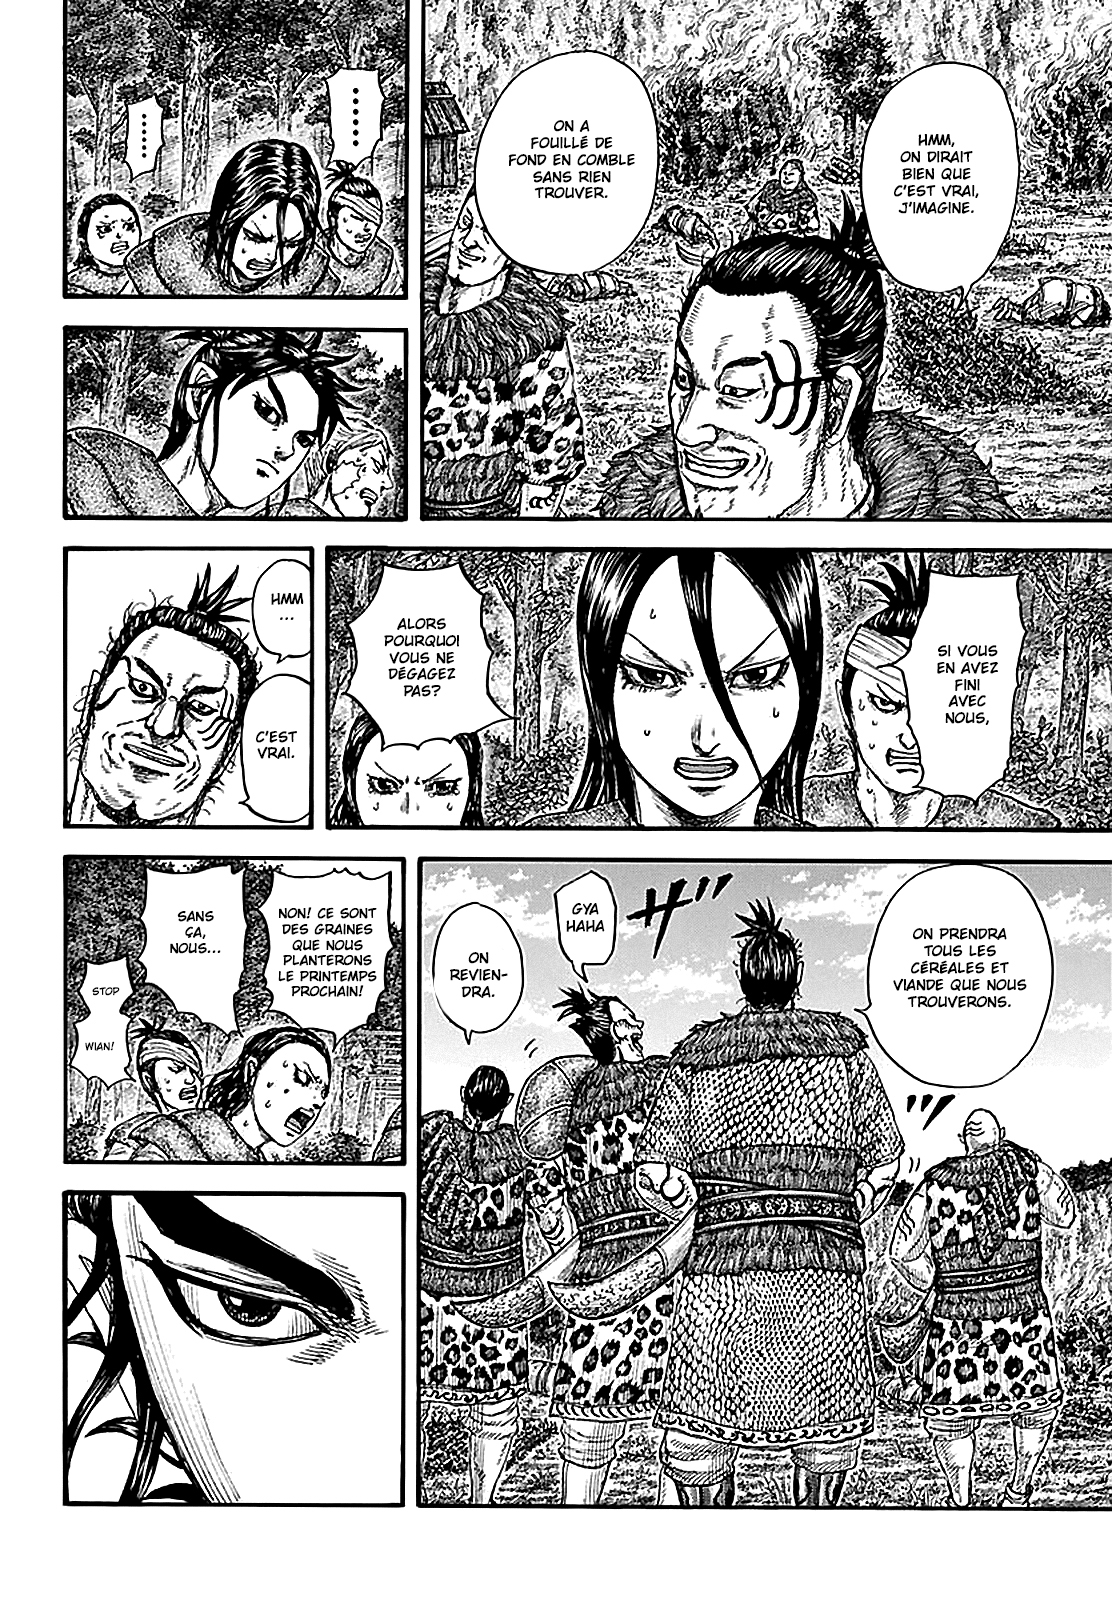 HMM,
ON DIRAIT
BIEN QUE
C'EST VRAI,
J'IMAGINE.
ON A
FOUILLÉ DE
FOND EN COMBLE
SANS RIEN
TROUVER.
......
......
SI VOUS
EN AVEZ
FINI
AVEC
NOUS,
ALORS
POURQUOI
VOUS NE
DÉGAGEZ
PAS?
HMM
...
C'EST
VRAI.
ON PRENDRA
TOUS LES
CÉRÉALES ET
VIANDE QUE NOUS
TROUVERONS.
ザッ
GYA
HAHA
ON
REVIEN-
DRA.
NON! CE SONT
DES GRAINES
QUE NOUS
PLANTERONS
LE PRINTEMPS
PROCHAIN!
SANS
ÇA,
NOUS...
STOP
WIAN!